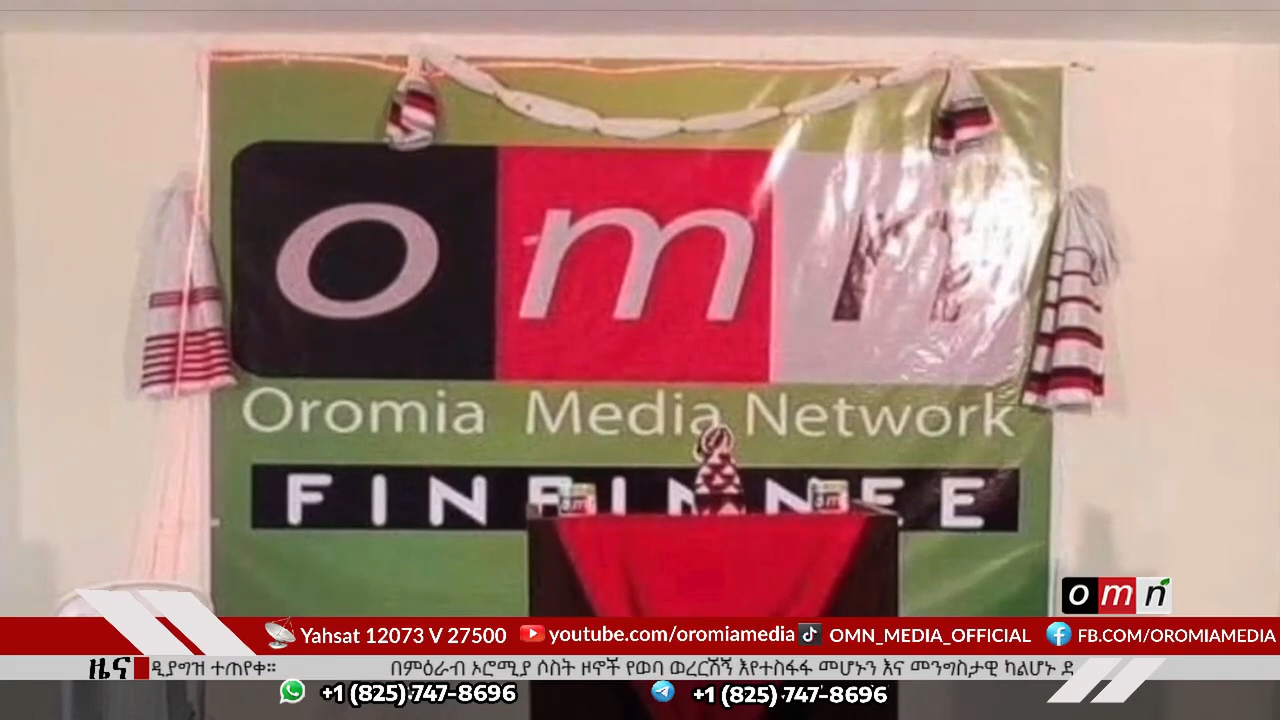 omn
Oromia Media Network
FINFINNEE
omn
Yahsat 12073 V 27500 youtube.com/oromiamedia OMN_MEDIA_OFFICIAL FB.COM/OROMIAMEDIA
ዜና ዲያግዝ ተጠየቀ። በምዕራብ ኦሮሚያ ሶስት ዞኖች የወባ ወረርሽኝ እየተስፋፋ መሆኑን እና መንግስታዊ ካልሆኑ ደ
+1 (825) 747-8696 +1 (825) 747-8696